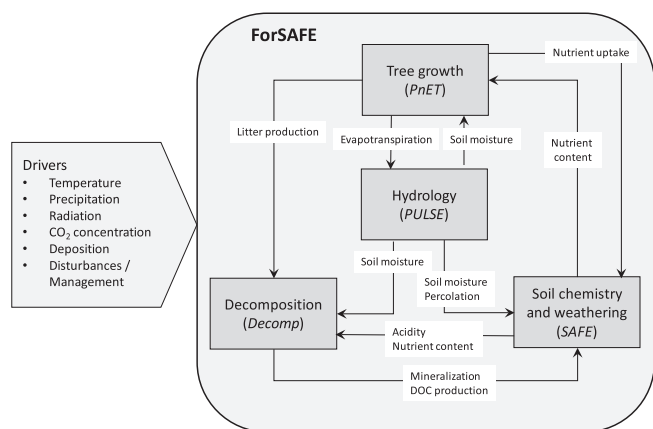 ForSAFE
Tree growth
(PnET)
Nutrient uptake
Litter production
Evapotranspiration
Soil moisture
Nutrient
content
Drivers
• Temperature
• Precipitation
• Radiation
• CO₂ concentration
• Deposition
• Disturbances /
Management
Hydrology
(PULSE)
Soil moisture
Soil moisture
Percolation
Decomposition
(Decomp)
Soil chemistry
and weathering
(SAFE)
Acidity
Nutrient content
Mineralization
DOC production